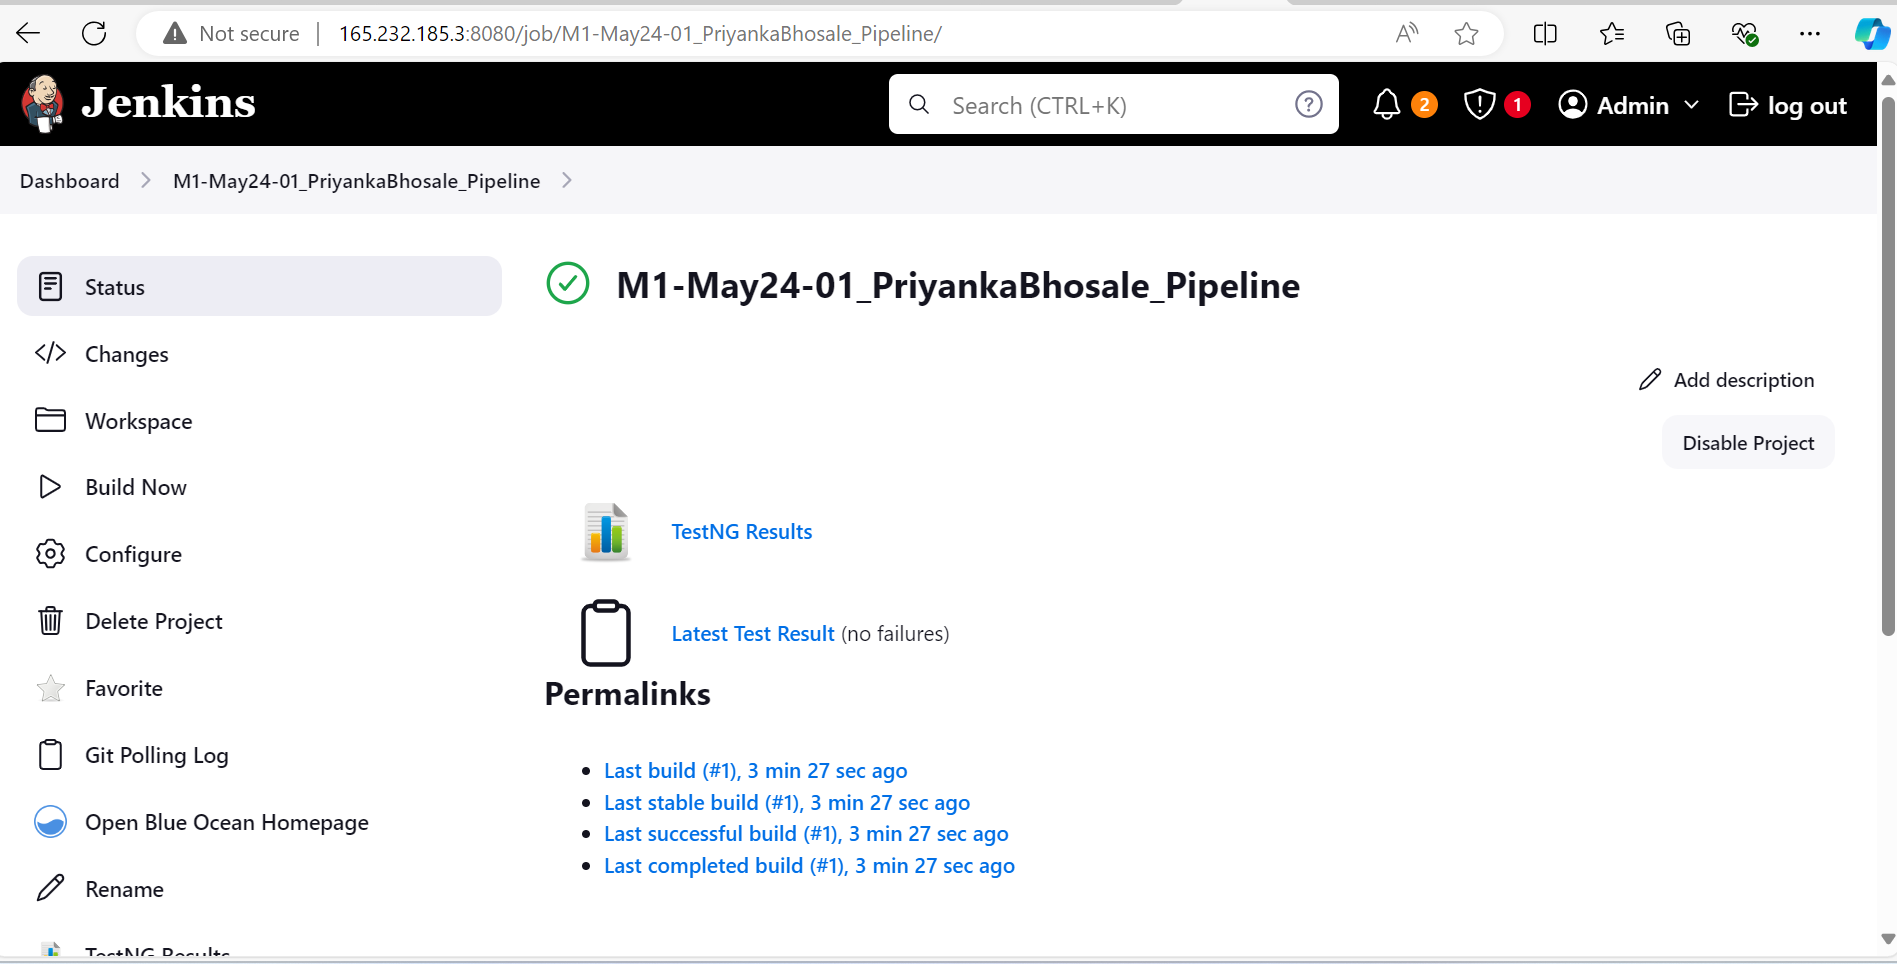 Not secure | 165.232.185.3:8080/job/M1-May24-01_PriyankaBhosale_Pipeline/
Jenkins Search (CTRL+K) 2 1 Admin log out
Dashboard M1-May24-01_PriyankaBhosale_Pipeline
Status
M1-May24-01_PriyankaBhosale_Pipeline
Changes
Add description
Workspace
Disable Project
Build Now
TestNG Results
Configure
Delete Project
Latest Test Result (no failures)
Favorite
Permalinks
Git Polling Log
Last build (#1), 3 min 27 sec ago
Last stable build (#1), 3 min 27 sec ago
Open Blue Ocean Homepage
Last successful build (#1), 3 min 27 sec ago
Last completed build (#1), 3 min 27 sec ago
Rename
TestNG Results